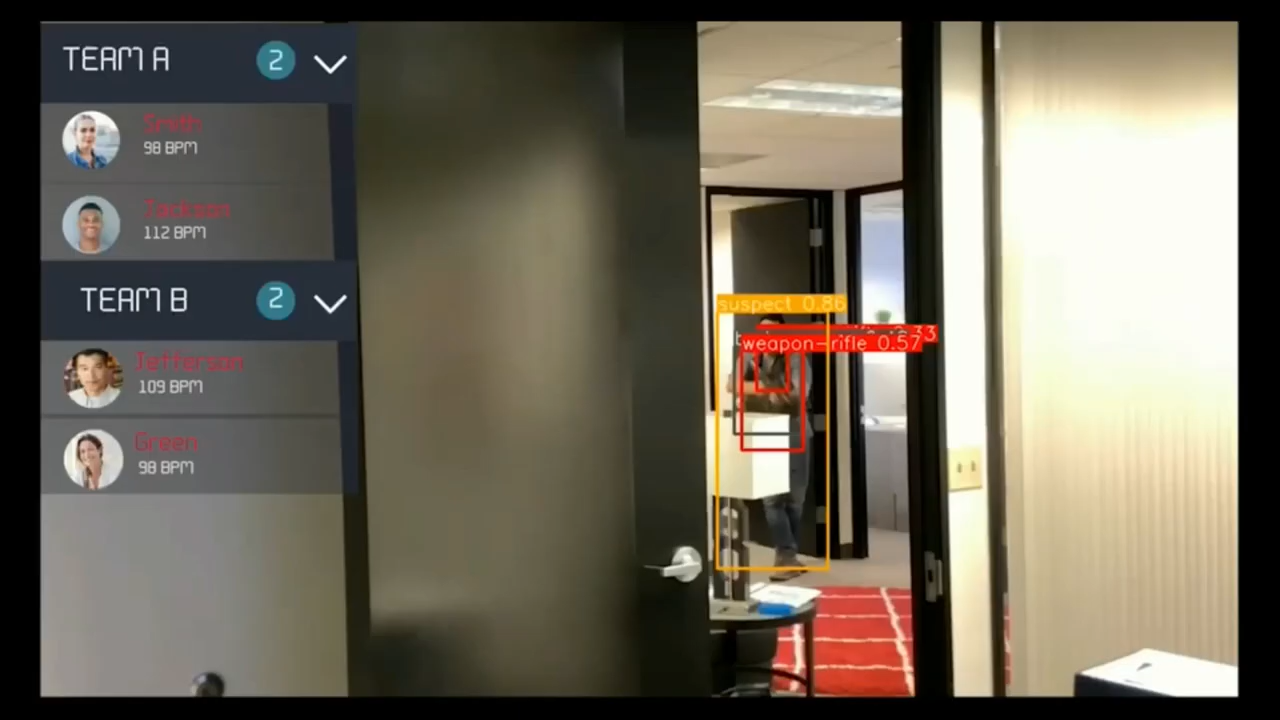 TEAM A 2
Smith
98 BPM
Jackson
112 BPM
TEAM B 2
Jefferson
109 BPM
Green
98 BPM
suspect 0.86
weapon-rifle 0.57